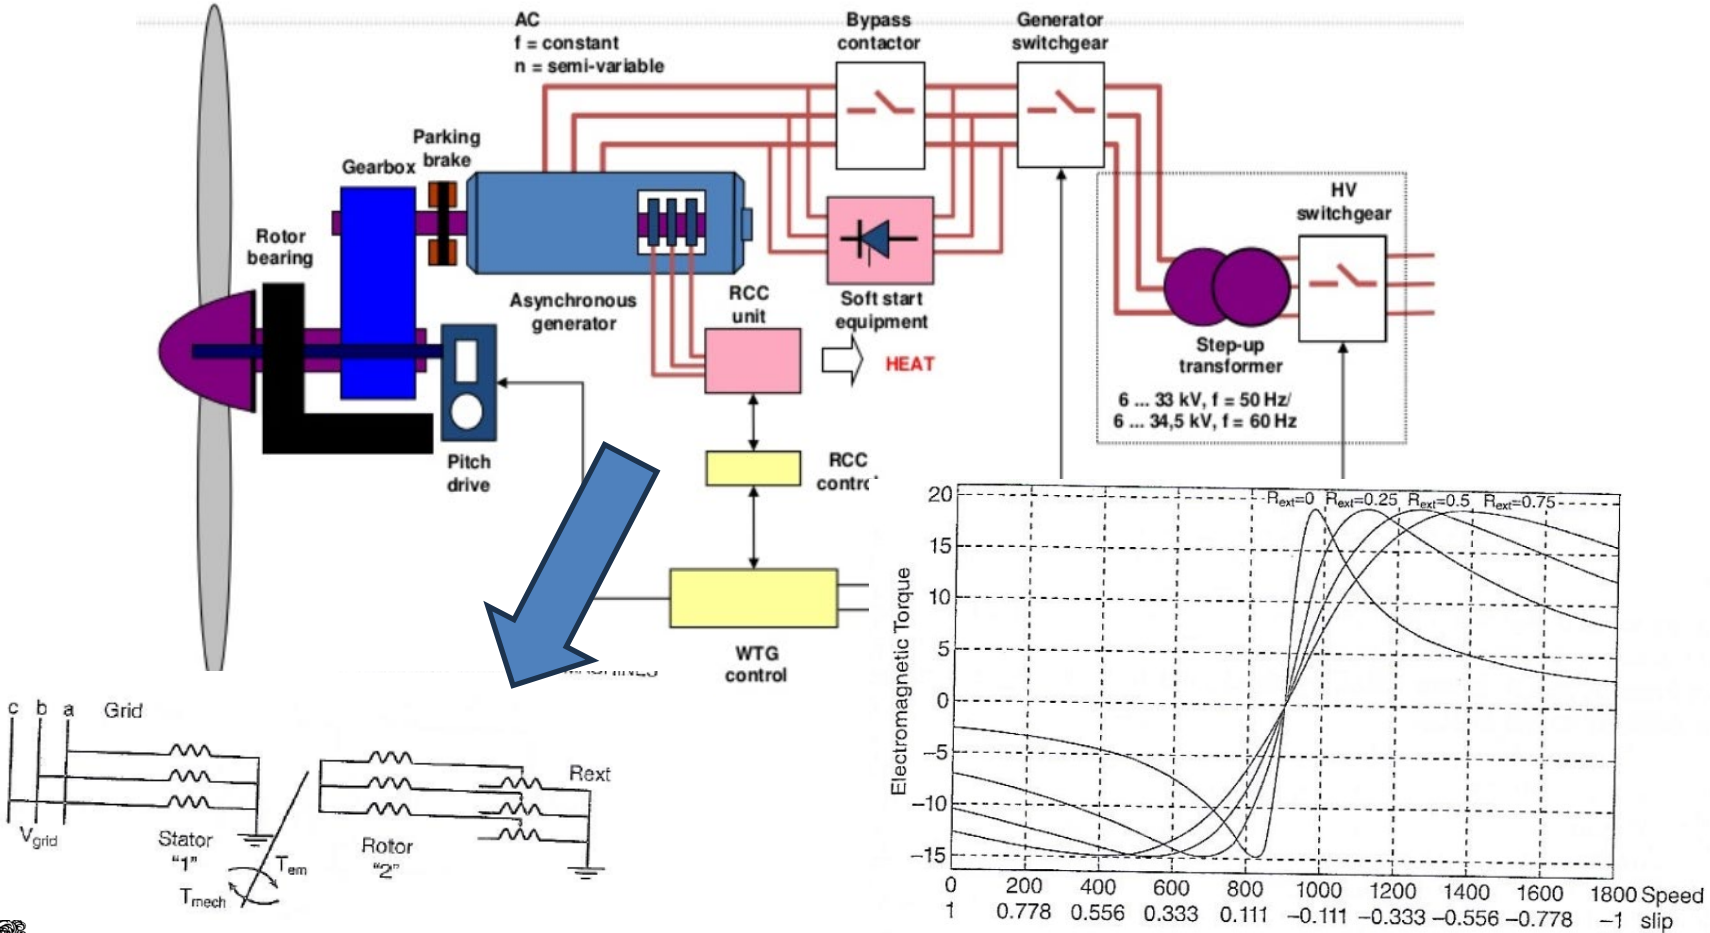 AC
f = constant
n = semi-variable
Bypass
contactor
Generator
switchgear
Parking
brake
Gearbox
Rotor
bearing
HV
switchgear
Asynchronous
generator
RCC
unit
Soft start
equipment
HEAT
Step-up
transformer
6 ... 33 kV, f = 50 Hz/
6 ... 34,5 kV, f = 60 Hz
Pitch
drive
RCC
WTG
control
c b a Grid
Rext
Vgrid
Stator
"1"
Rotor
"2"
Tem
Tmech
Rext=0 Rext=0.25 Rext=0.5 Rext=0.75
Electromagnetic Torque
20
15
10
5
0
−5
−10
−15
0 200 400 600 800 1000 1200 1400 1600 1800 Speed
1 0.778 0.556 0.333 0.111 −0.111 −0.333 −0.556 −0.778 −1 slip